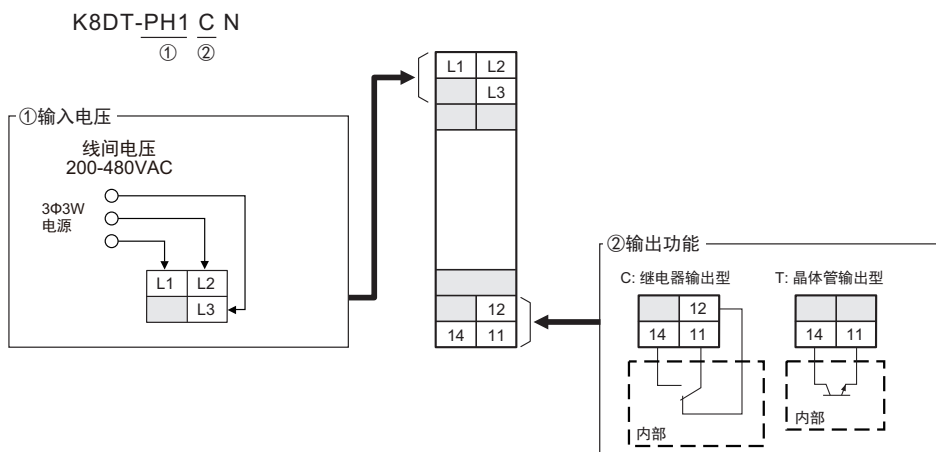 K8DT-PH1 C N
① ②
L1 L2
L3
①输入电压
线间电压
200-480VAC
3Φ3W
电源
L1 L2
L3
12
14 11
②输出功能
C: 继电器输出型 T: 晶体管输出型
12
14 11 14 11
内部 内部